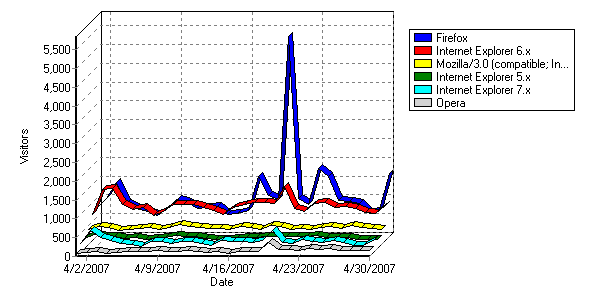 5,500
5,000
4,500
4,000
3,500
3,000
2,500
2,000
1,500
1,000
500
0
Visitors
4/2/2007 4/9/2007 4/16/2007 4/23/2007 4/30/2007
Date
Firefox
Internet Explorer 6.x
Mozilla/3.0 (compatible; In...
Internet Explorer 5.x
Internet Explorer 7.x
Opera